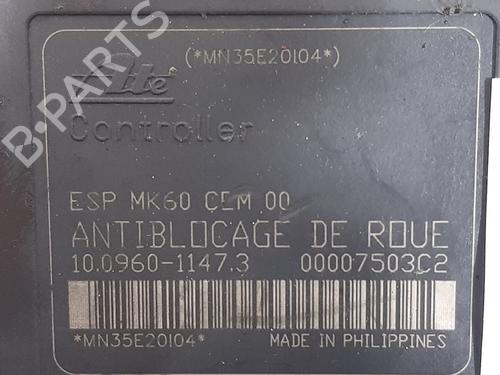 (*MN35E20104*)
Ate
Controller
ESP MK60 CEM 00
ANTIBLOCAGE DE ROUE
10.0960-1147.3 00007503C2
*MN35E20104* MADE IN PHILIPPINES
B-PARTS